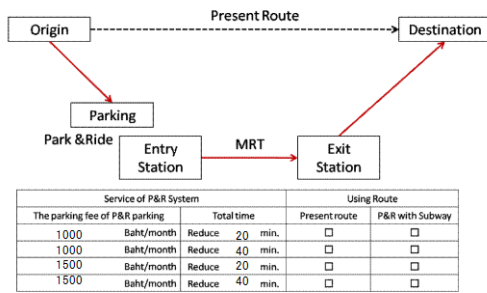 Present Route
Origin
Destination
Parking
Park &Ride
Entry
Station
MRT
Exit
Station
Service of P&R System Using Route
The parking fee of P&R parking Total time Present route P&R with Subway
1000 Baht/month Reduce 20 min. ☐ ☐
1000 Baht/month Reduce 40 min. ☐ ☐
1500 Baht/month Reduce 20 min. ☐ ☐
1500 Baht/month Reduce 40 min. ☐ ☐